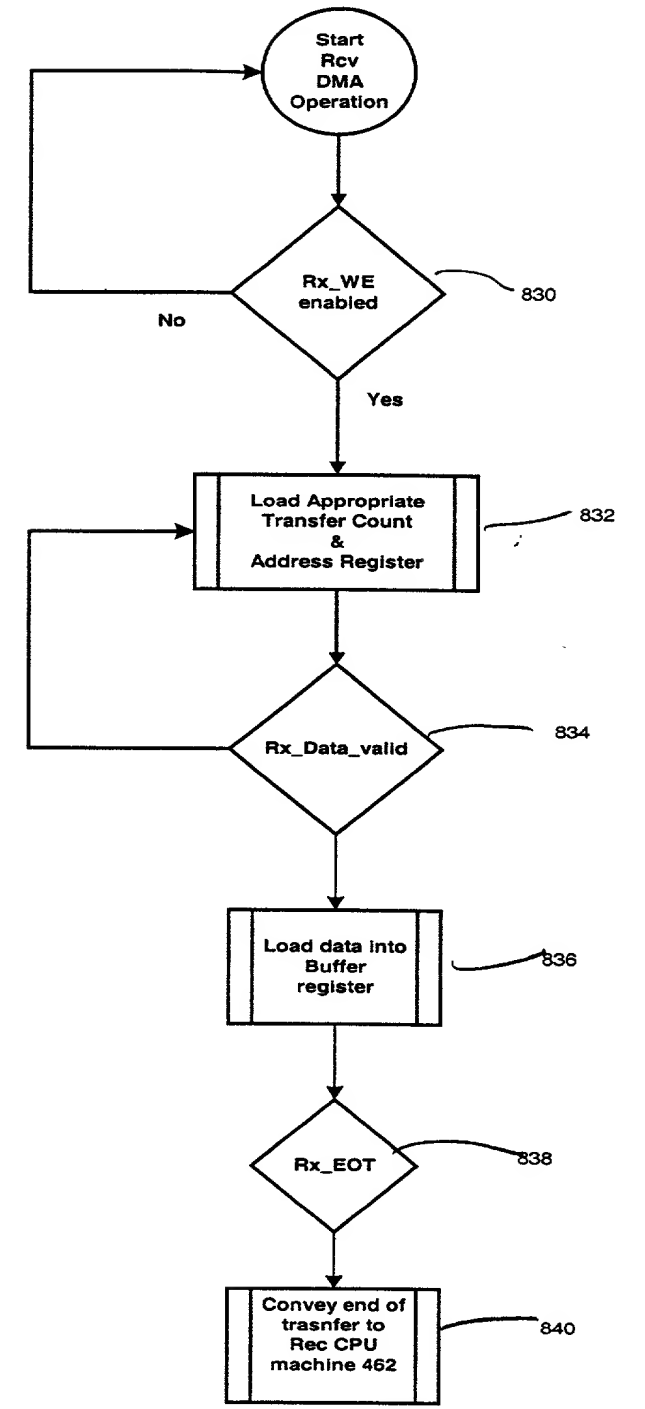 Start
Rcv
DMA
Operation
Rx_WE
enabled
830
No
Yes
Load Appropriate
Transfer Count
&
Address Register
832
Rx_Data_valid
834
Load data into
Buffer
register
836
Rx_EOT
838
Convey end of
trasnfer to
Rec CPU
machine 462
840